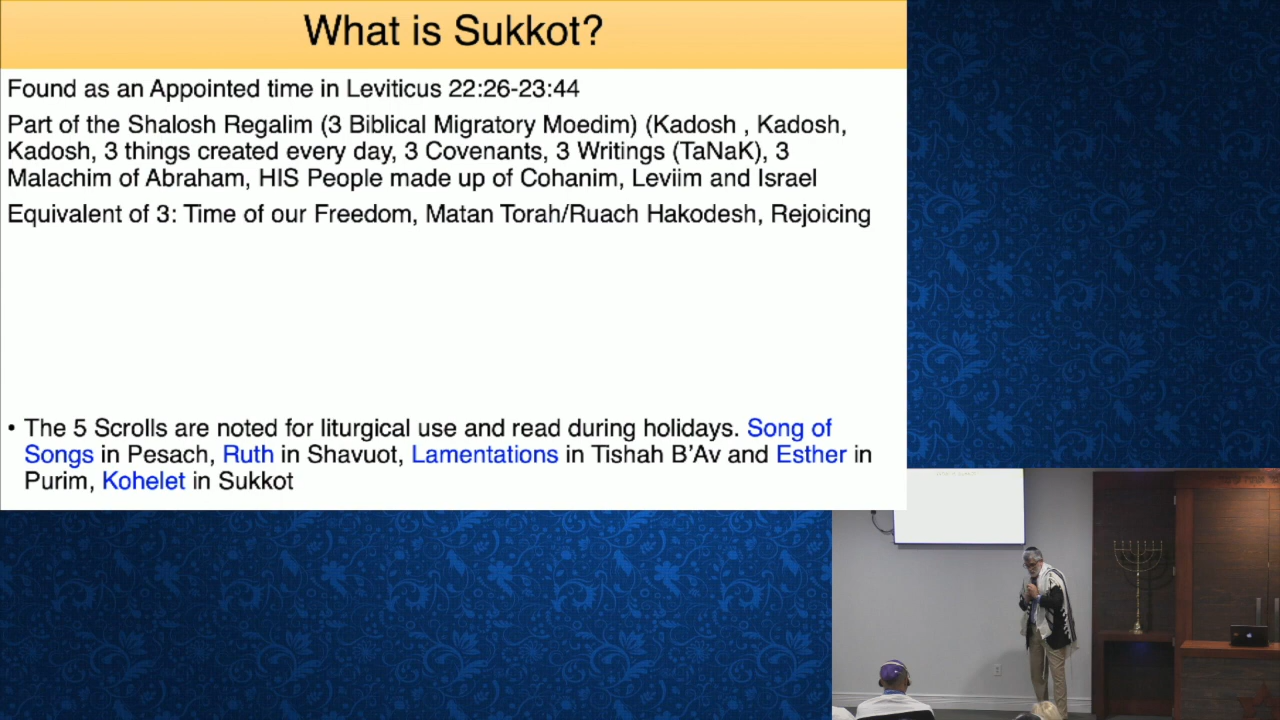 What is Sukkot?
Found as an Appointed time in Leviticus 22:26-23:44
Part of the Shalosh Regalim (3 Biblical Migratory Moedim) (Kadosh , Kadosh,
Kadosh, 3 things created every day, 3 Covenants, 3 Writings (TaNaK), 3
Malachim of Abraham, HIS People made up of Cohanim, Leviim and Israel
Equivalent of 3: Time of our Freedom, Matan Torah/Ruach Hakodesh, Rejoicing
• The 5 Scrolls are noted for liturgical use and read during holidays. Song of
Songs in Pesach, Ruth in Shavuot, Lamentations in Tishah B’Av and Esther in
Purim, Kohelet in Sukkot